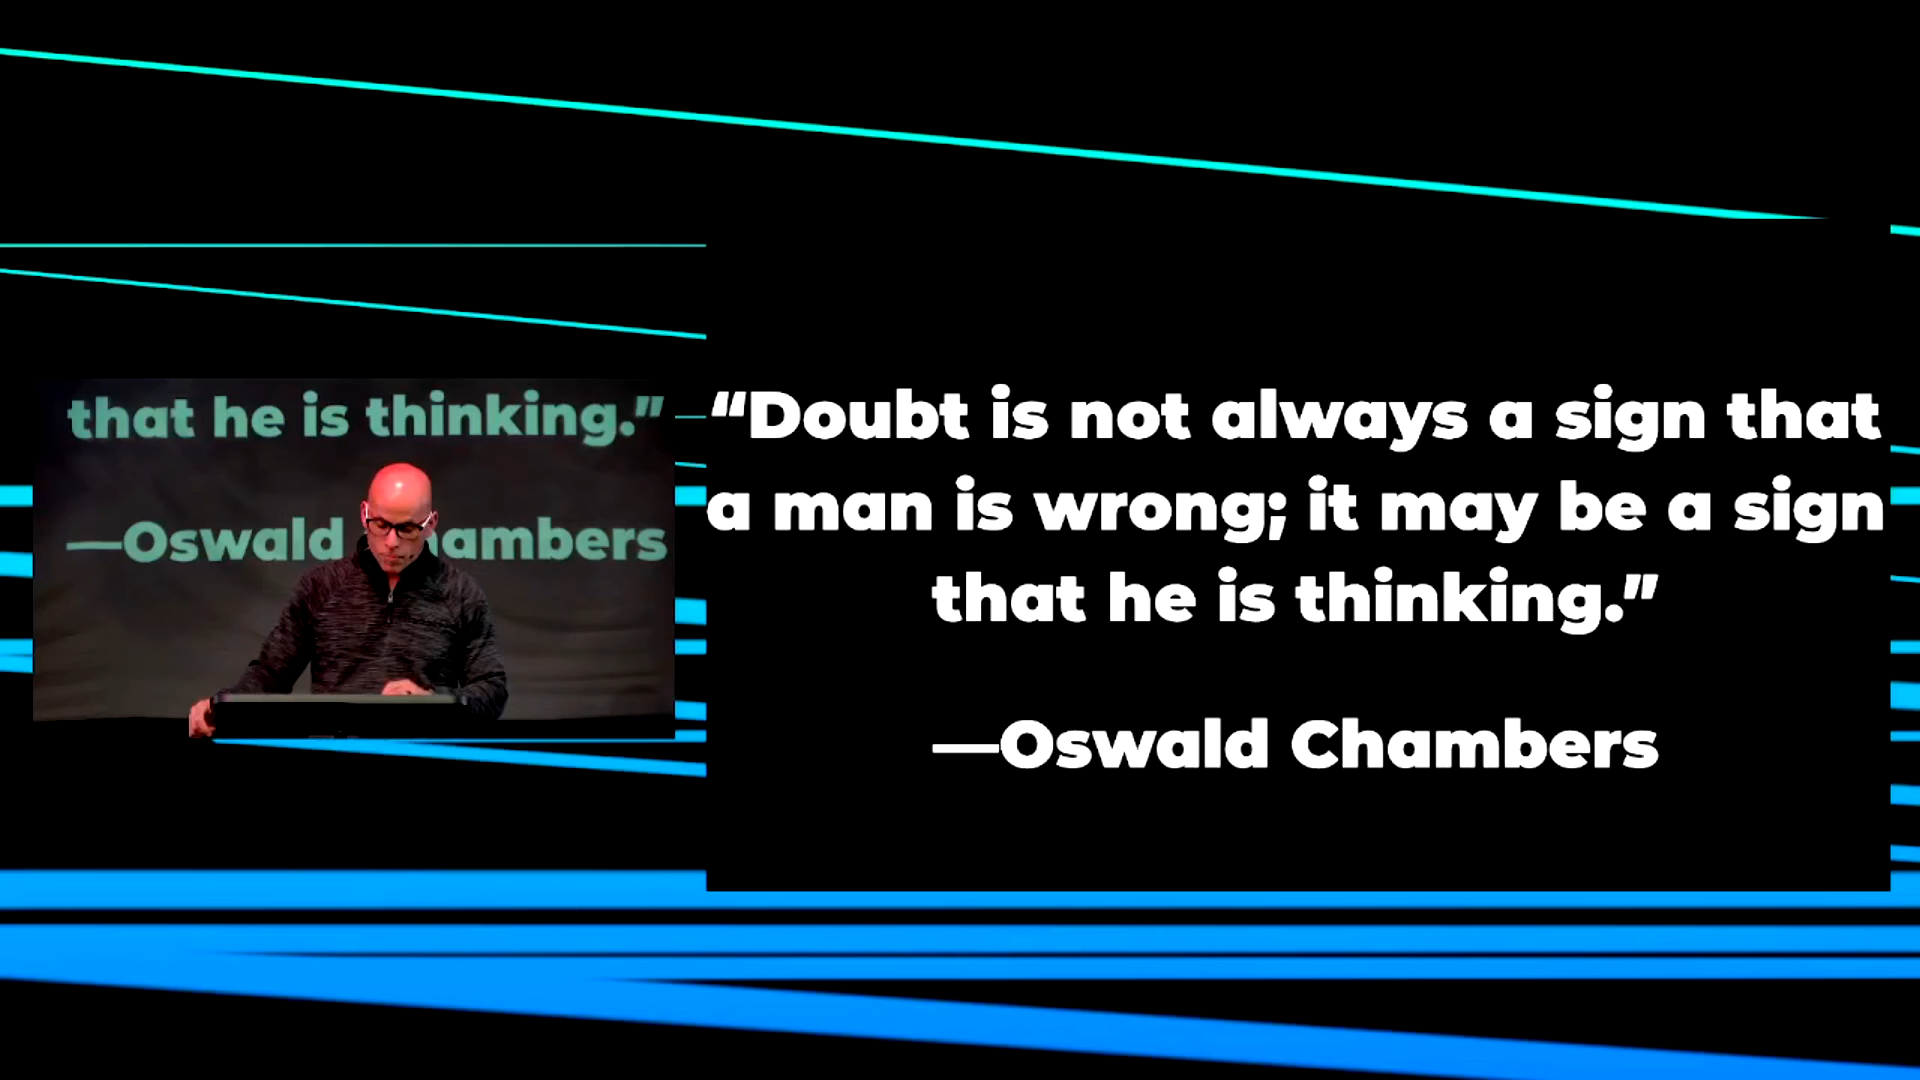 that he is thinking.”
—Oswald Chambers
“Doubt is not always a sign that
a man is wrong; it may be a sign
that he is thinking.”
—Oswald Chambers